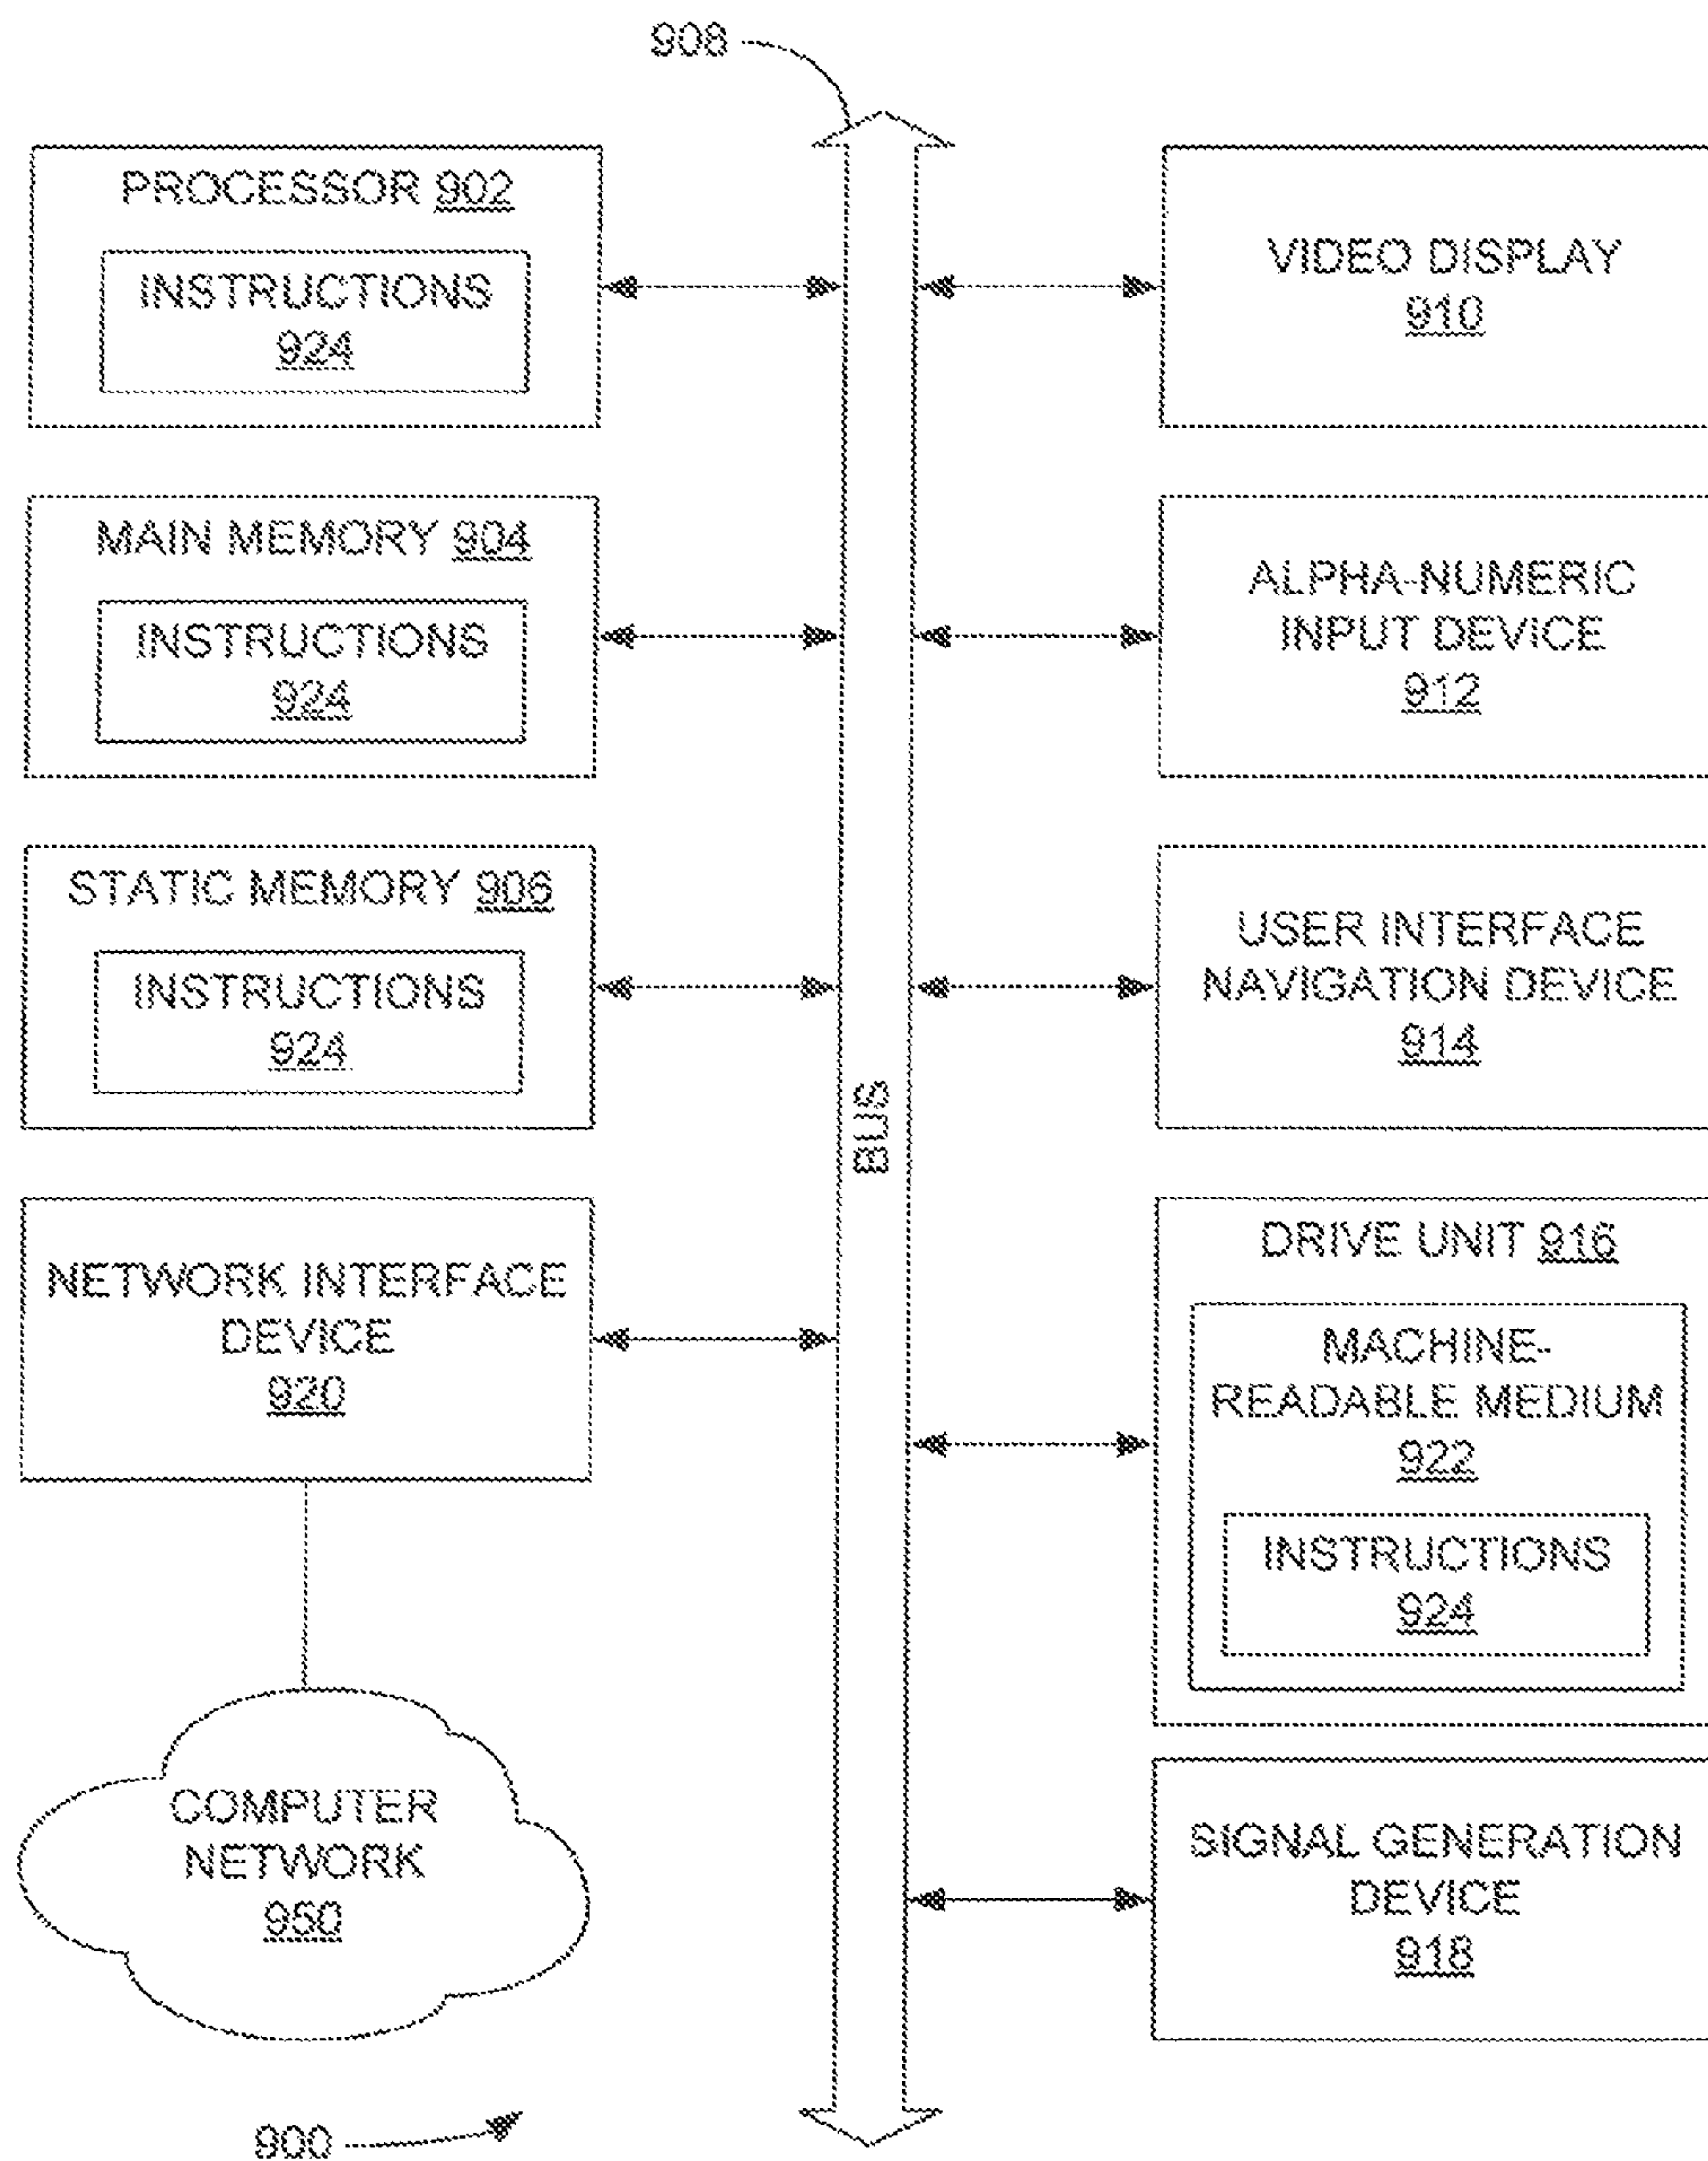 908
PROCESSOR 902
INSTRUCTIONS
924
MAIN MEMORY 904
INSTRUCTIONS
924
STATIC MEMORY 906
INSTRUCTIONS
924
NETWORK INTERFACE
DEVICE
920
COMPUTER
NETWORK
950
900
BUS
VIDEO DISPLAY
910
ALPHA-NUMERIC
INPUT DEVICE
912
USER INTERFACE
NAVIGATION DEVICE
914
DRIVE UNIT 916
MACHINE-
READABLE MEDIUM
922
INSTRUCTIONS
924
SIGNAL GENERATION
DEVICE
918